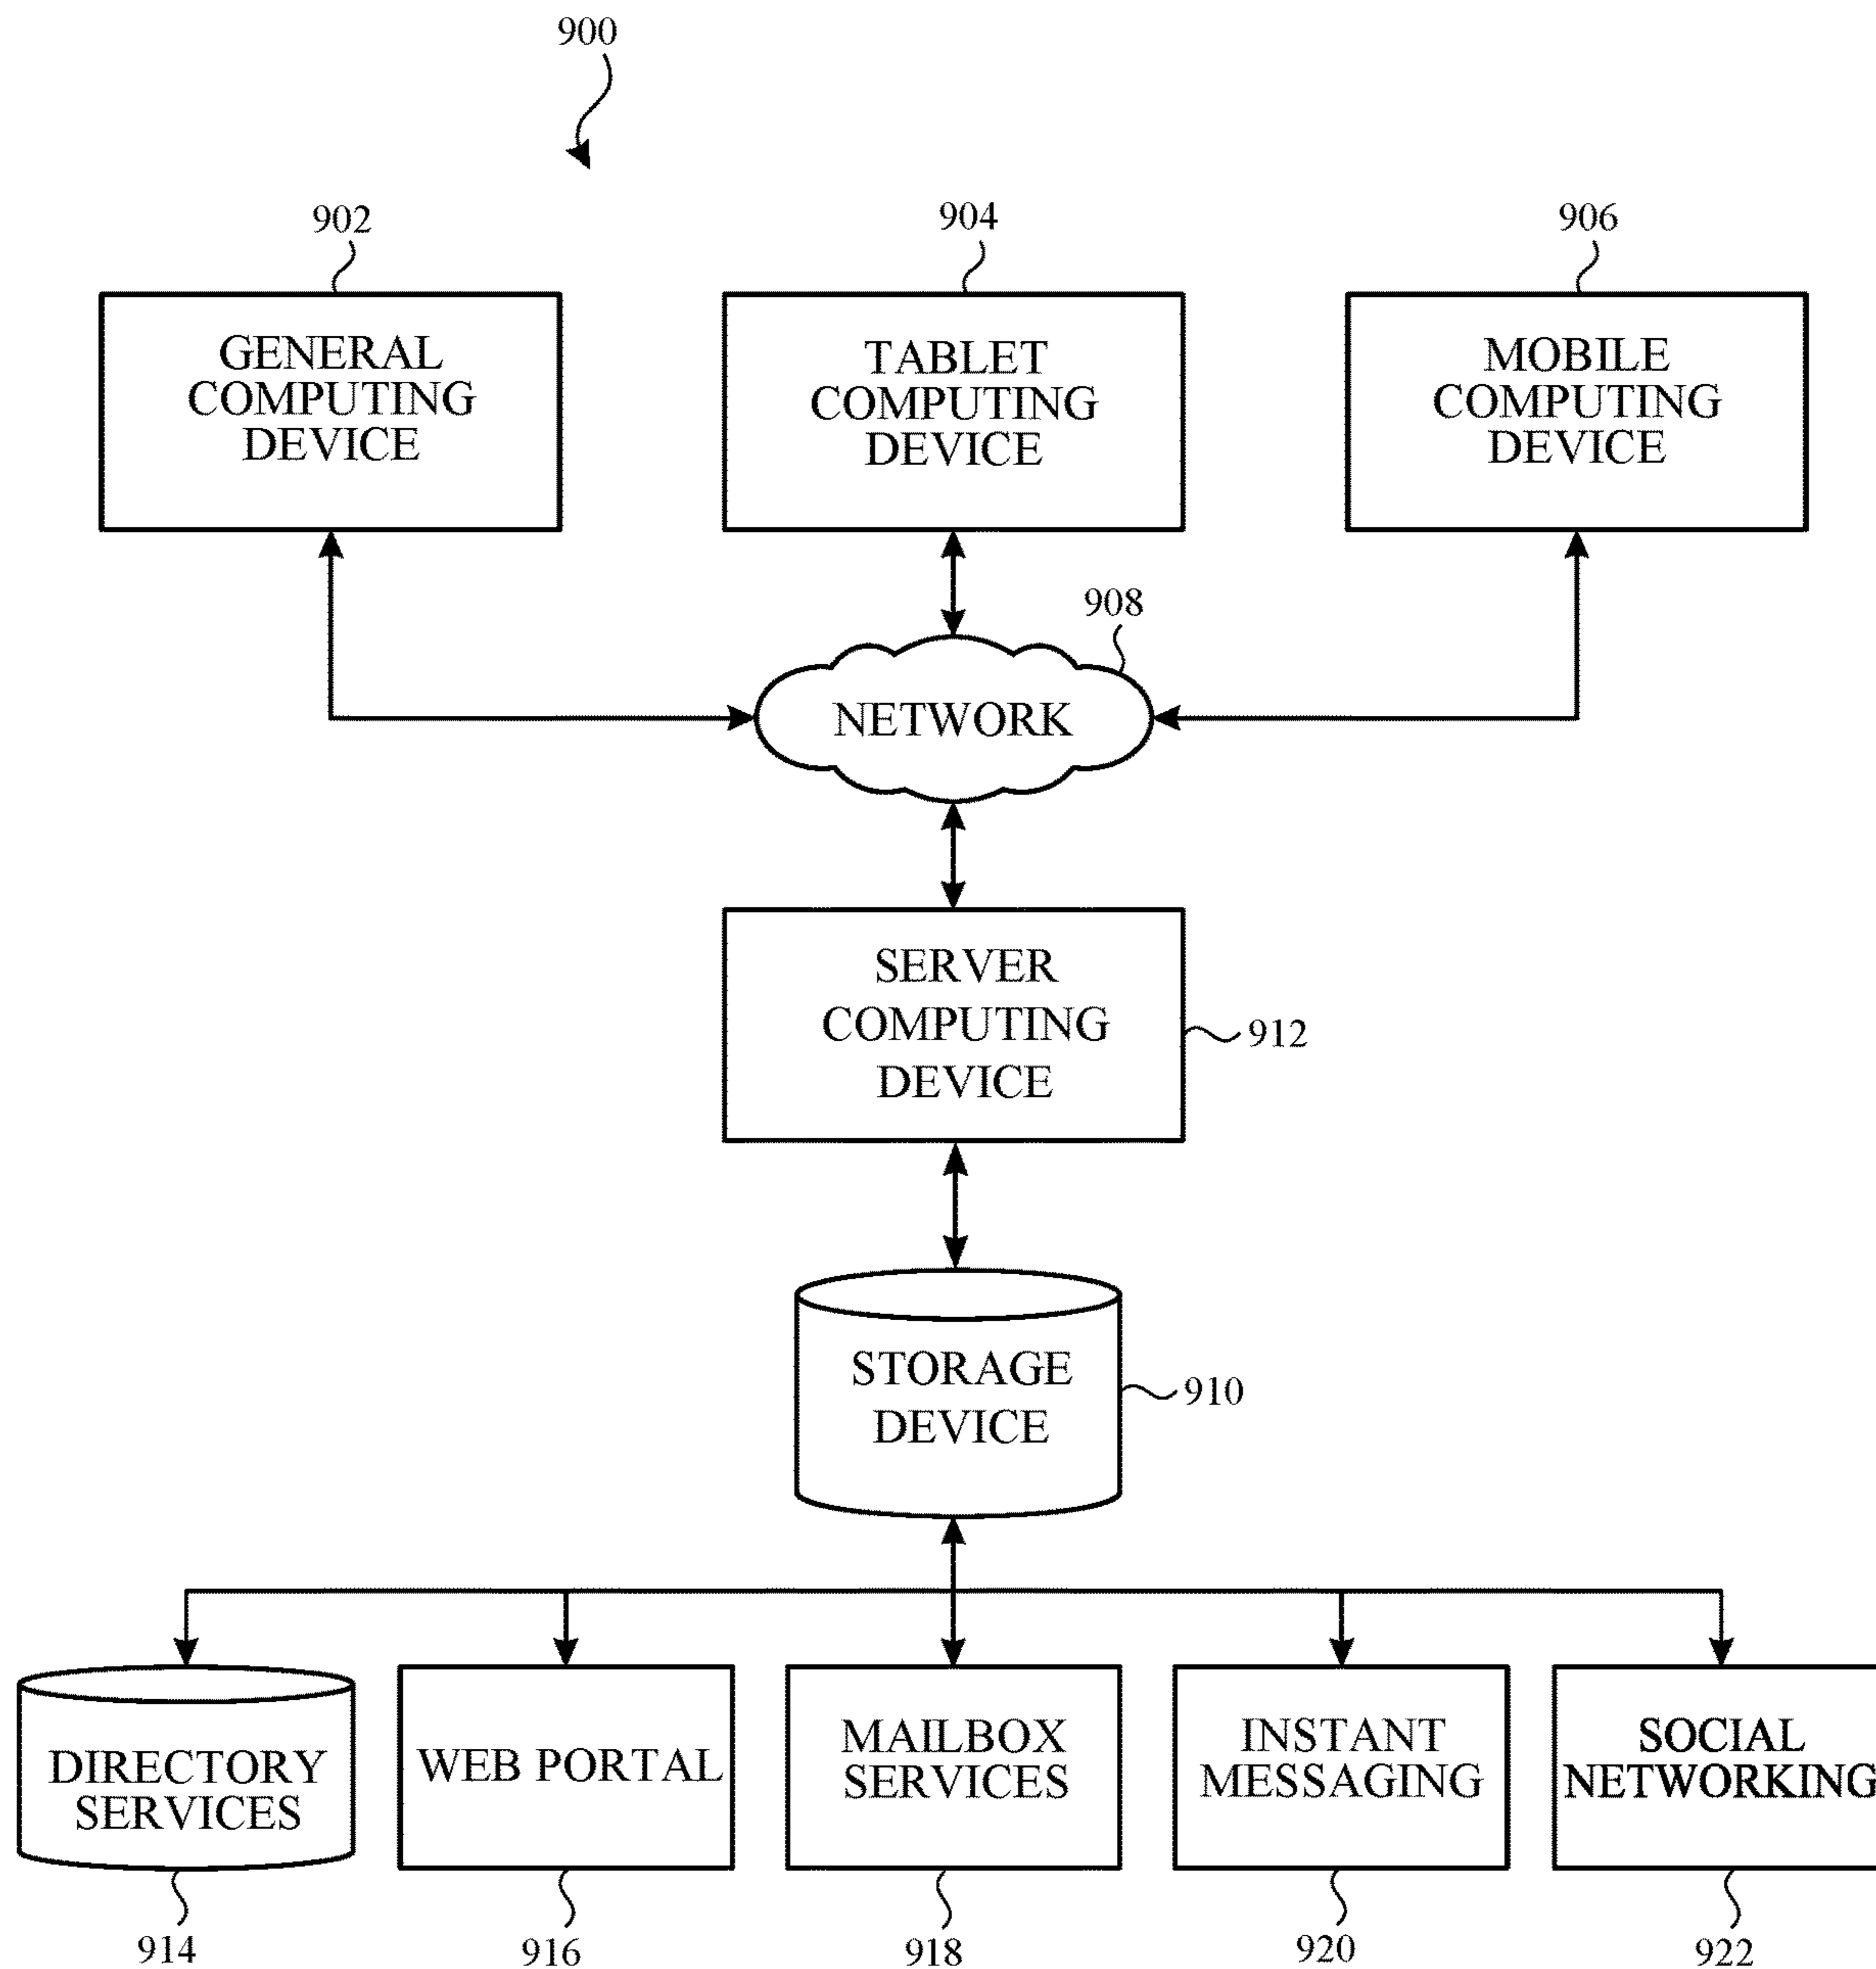 900
902
904
906
GENERAL
COMPUTING
DEVICE
TABLET
COMPUTING
DEVICE
MOBILE
COMPUTING
DEVICE
908
NETWORK
SERVER
COMPUTING
DEVICE
912
STORAGE
DEVICE
910
DIRECTORY
SERVICES
WEB PORTAL
MAILBOX
SERVICES
INSTANT
MESSAGING
SOCIAL
NETWORKING
914
916
918
920
922